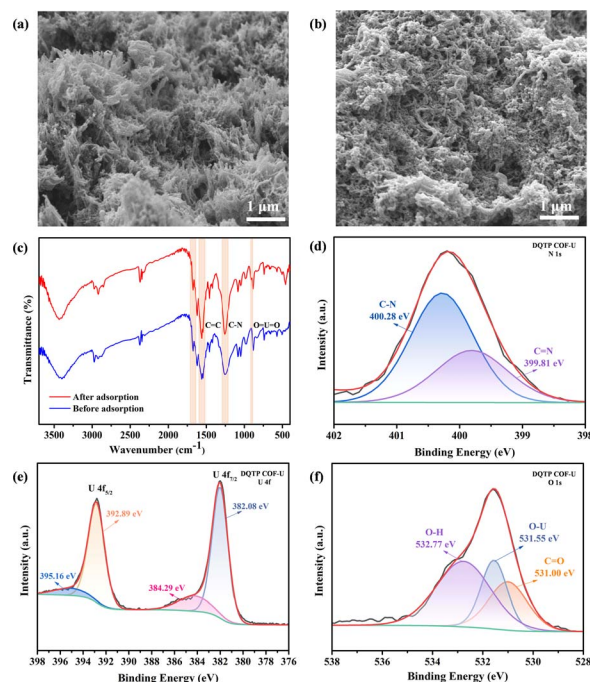 (a)
1 μm
(b)
1 μm
(c)
Transmittance (%)
C=C C-N O=U=O
After adsorption
Before adsorption
3500 3000 2500 2000 1500 1000 500
Wavenumber (cm-1)
(d)
DQTP COF-U
N 1s
C-N
400.28 eV
C=N
399.81 eV
Intensity (a.u.)
402 401 400 399 398
Binding Energy (eV)
(e)
DQTP COF-U
U 4f
U 4f7/2
U 4f5/2
382.08 eV
392.89 eV
395.16 eV
384.29 eV
Intensity (a.u.)
398 396 394 392 390 388 386 384 382 380 378 376
Binding Energy (eV)
(f)
DQTP COF-U
O 1s
O-H
532.77 eV
O-U
531.55 eV
C=O
531.00 eV
Intensity (a.u.)
538 536 534 532 530 528
Binding Energy (eV)